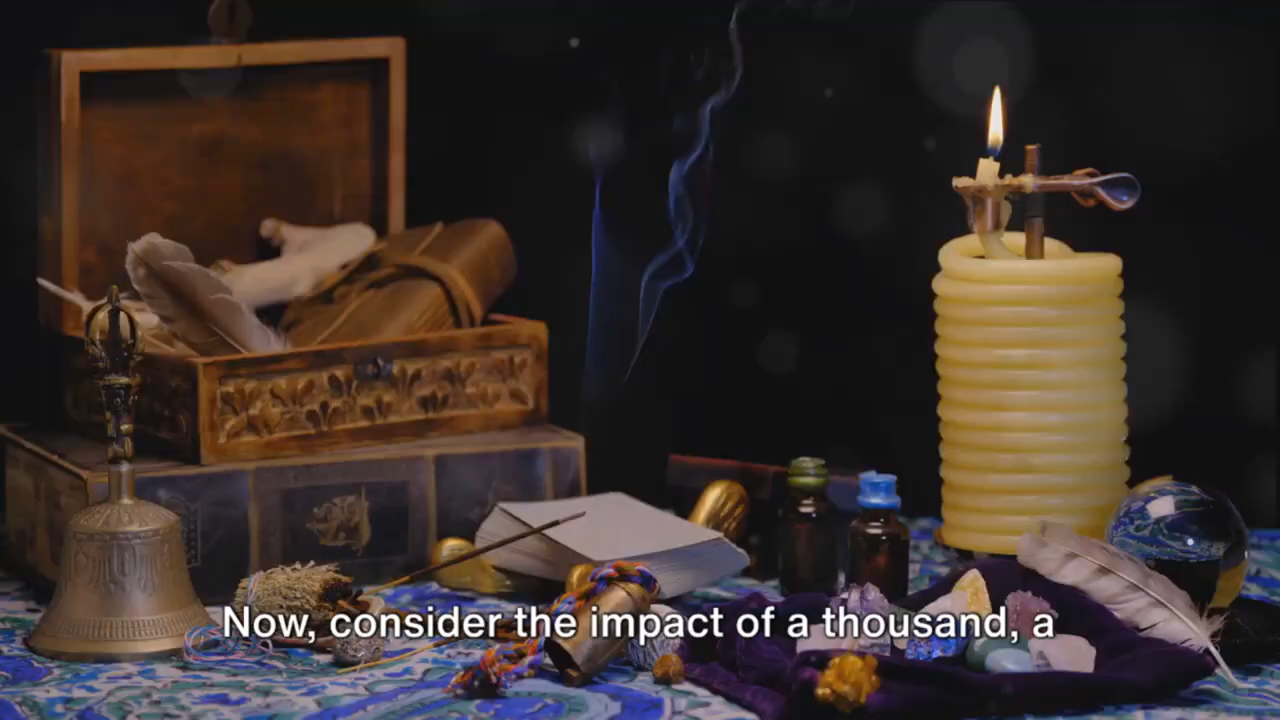 Now, consider the impact of a thousand, a